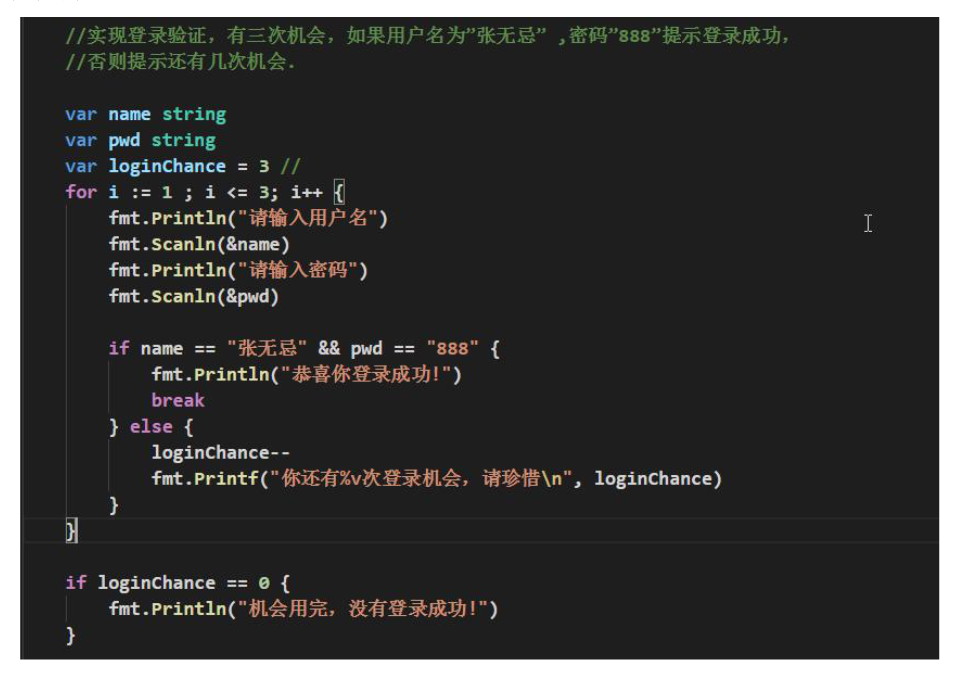 //实现登录验证，有三次机会，如果用户名为”张无忌” ,密码”888”提示登录成功，
//否则提示还有几次机会.
var name string
var pwd string
var loginChance = 3 //
for i := 1 ; i <= 3; i++ {
fmt.Println("请输入用户名")
fmt.Scanln(&name)
fmt.Println("请输入密码")
fmt.Scanln(&pwd)
if name == "张无忌" && pwd == "888" {
fmt.Println("恭喜你登录成功!")
break
} else {
loginChance--
fmt.Printf("你还有%v次登录机会，请珍惜\n", loginChance)
}
}
if loginChance == 0 {
fmt.Println("机会用完，没有登录成功!")
}